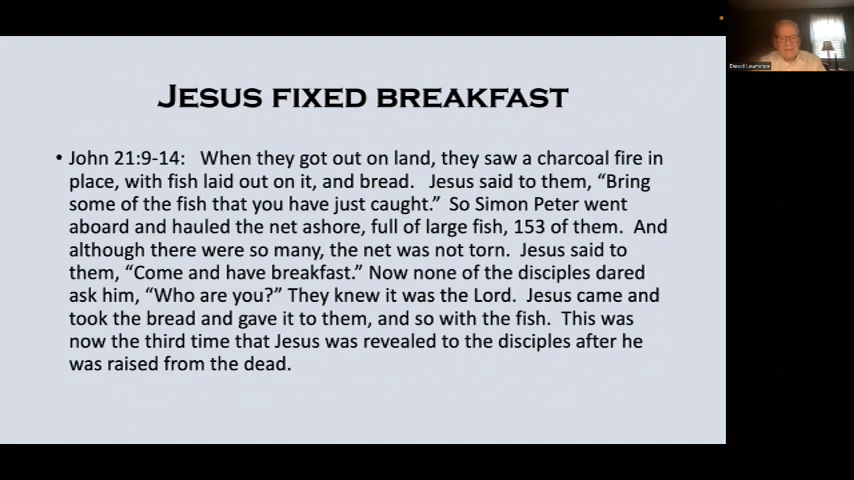 JESUS FIXED BREAKFAST
• John 21:9-14: When they got out on land, they saw a charcoal fire in
place, with fish laid out on it, and bread. Jesus said to them, “Bring
some of the fish that you have just caught.” So Simon Peter went
aboard and hauled the net ashore, full of large fish, 153 of them. And
although there were so many, the net was not torn. Jesus said to
them, “Come and have breakfast.” Now none of the disciples dared
ask him, “Who are you?” They knew it was the Lord. Jesus came and
took the bread and gave it to them, and so with the fish. This was
now the third time that Jesus was revealed to the disciples after he
was raised from the dead.
David Lawrence